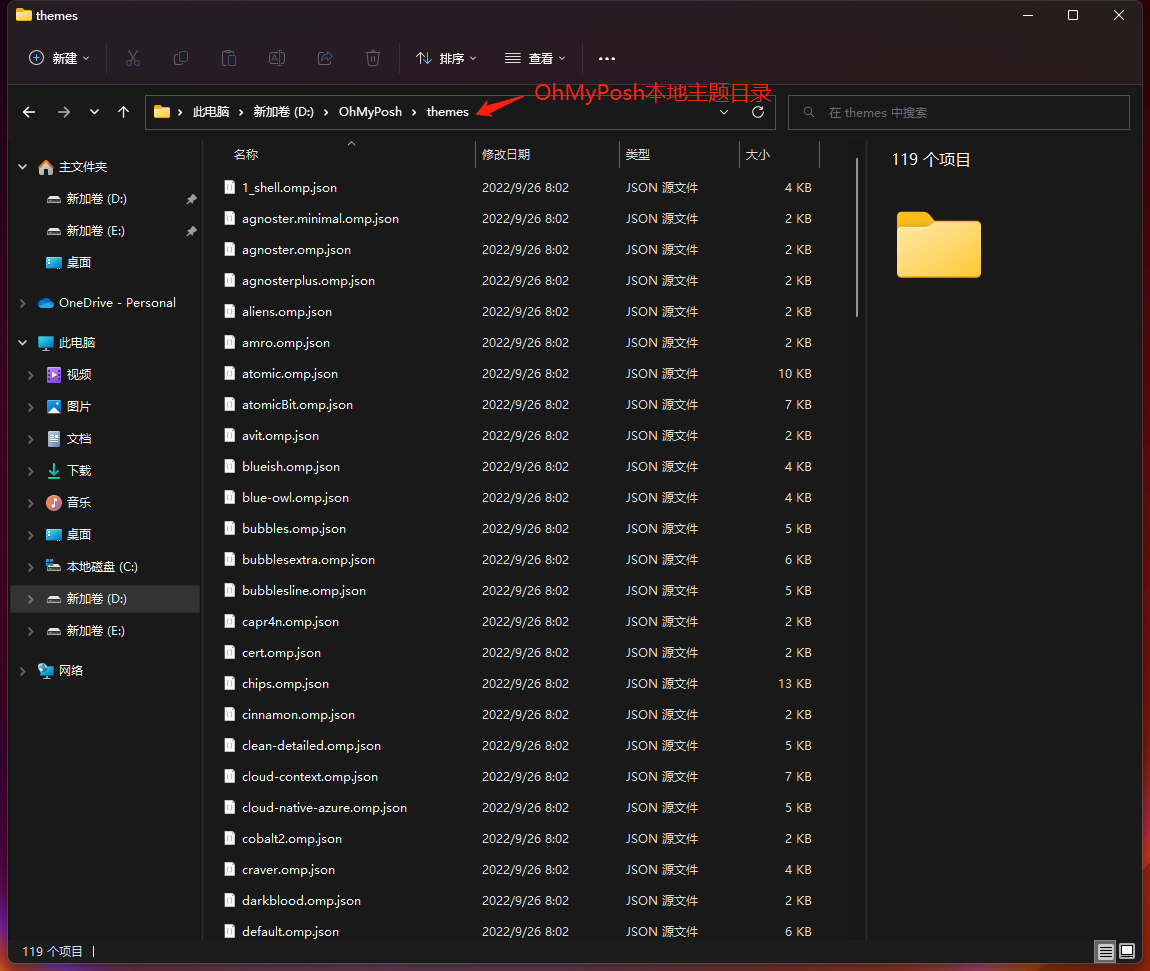 themes
新建
排序
查看
OhMyPosh本地主题目录
此电脑 › 新加卷 (D:) › OhMyPosh › themes
在 themes 中搜索
主文件夹
新加卷 (D:)
新加卷 (E:)
桌面
OneDrive - Personal
此电脑
视频
图片
文档
下载
音乐
桌面
本地磁盘 (C:)
新加卷 (D:)
新加卷 (E:)
网络
名称 修改日期 类型 大小
1_shell.omp.json 2022/9/26 8:02 JSON 源文件 4 KB
agnoster.minimal.omp.json 2022/9/26 8:02 JSON 源文件 2 KB
agnoster.omp.json 2022/9/26 8:02 JSON 源文件 2 KB
agnosterplus.omp.json 2022/9/26 8:02 JSON 源文件 2 KB
aliens.omp.json 2022/9/26 8:02 JSON 源文件 2 KB
amro.omp.json 2022/9/26 8:02 JSON 源文件 2 KB
atomic.omp.json 2022/9/26 8:02 JSON 源文件 10 KB
atomicBit.omp.json 2022/9/26 8:02 JSON 源文件 7 KB
avit.omp.json 2022/9/26 8:02 JSON 源文件 2 KB
blueish.omp.json 2022/9/26 8:02 JSON 源文件 4 KB
blue-owl.omp.json 2022/9/26 8:02 JSON 源文件 4 KB
bubbles.omp.json 2022/9/26 8:02 JSON 源文件 5 KB
bubblesextra.omp.json 2022/9/26 8:02 JSON 源文件 6 KB
bubblesline.omp.json 2022/9/26 8:02 JSON 源文件 5 KB
capr4n.omp.json 2022/9/26 8:02 JSON 源文件 2 KB
cert.omp.json 2022/9/26 8:02 JSON 源文件 2 KB
chips.omp.json 2022/9/26 8:02 JSON 源文件 13 KB
cinnamon.omp.json 2022/9/26 8:02 JSON 源文件 2 KB
clean-detailed.omp.json 2022/9/26 8:02 JSON 源文件 5 KB
cloud-context.omp.json 2022/9/26 8:02 JSON 源文件 7 KB
cloud-native-azure.omp.json 2022/9/26 8:02 JSON 源文件 5 KB
cobalt2.omp.json 2022/9/26 8:02 JSON 源文件 2 KB
craver.omp.json 2022/9/26 8:02 JSON 源文件 4 KB
darkblood.omp.json 2022/9/26 8:02 JSON 源文件 2 KB
default.omp.json 2022/9/26 8:02 JSON 源文件 6 KB
119 个项目
119 个项目